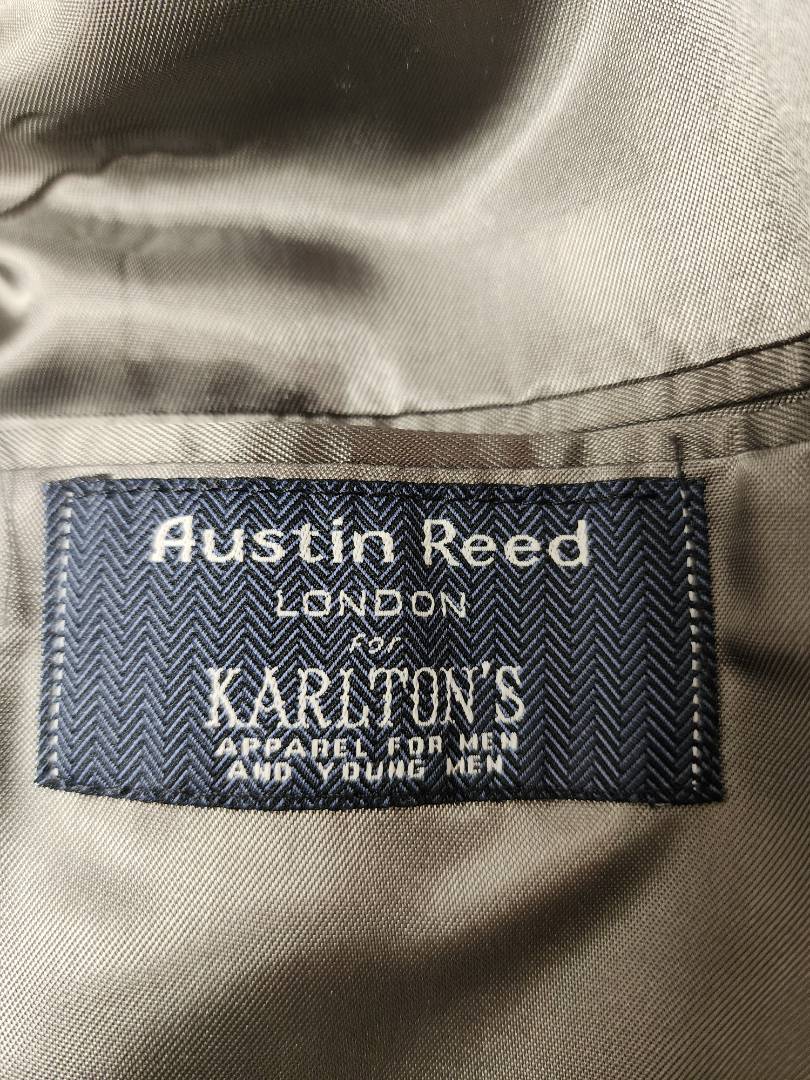 Austin Reed
LONDON
for
KARLTON'S
APPAREL FOR MEN
AND YOUNG MEN